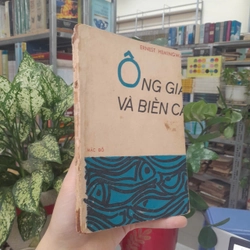 ERNEST HEMINGWAY
ÔNG GIÀ
VÀ BIỂN CẢ